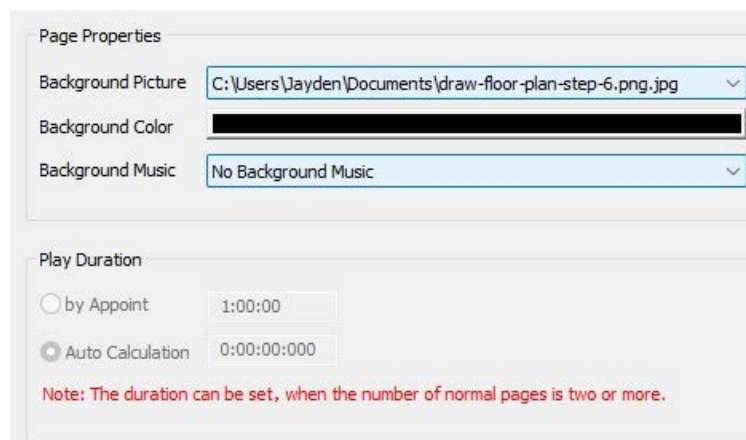 Page Properties
Background Picture C:\Users\Jayden\Documents\draw-floor-plan-step-6.png.jpg
Background Color
Background Music No Background Music
Play Duration
by Appoint 1:00:00
Auto Calculation 0:00:00:000
Note: The duration can be set, when the number of normal pages is two or more.